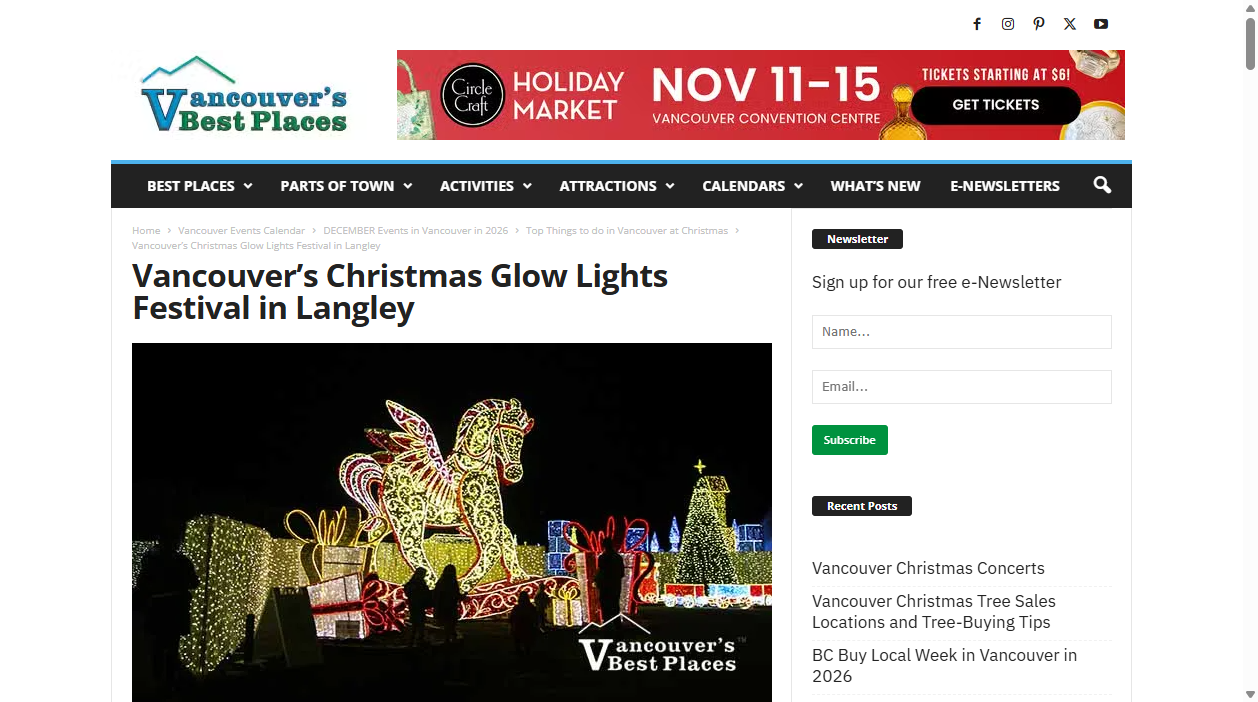 Vancouver's
Best Places
Circle
Craft
HOLIDAY
MARKET
NOV 11-15
VANCOUVER CONVENTION CENTRE
TICKETS STARTING AT $6!
GET TICKETS
BEST PLACES
PARTS OF TOWN
ACTIVITIES
ATTRACTIONS
CALENDARS
WHAT'S NEW
E-NEWSLETTERS
Home › Vancouver Events Calendar › DECEMBER Events in Vancouver in 2026 › Top Things to do in Vancouver at Christmas ›
Vancouver's Christmas Glow Lights Festival in Langley
Vancouver's Christmas Glow Lights
Festival in Langley
Vancouver's™
Best Places
Newsletter
Sign up for our free e-Newsletter
Name...
Email...
Subscribe
Recent Posts
Vancouver Christmas Concerts
Vancouver Christmas Tree Sales
Locations and Tree-Buying Tips
BC Buy Local Week in Vancouver in
2026